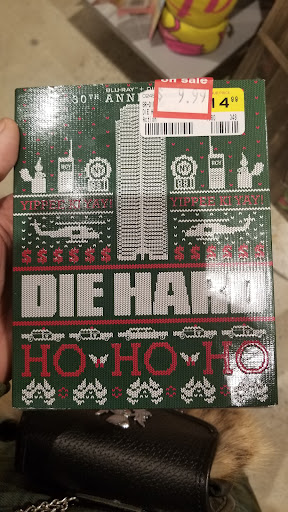 BLU-RAY
on sale
$ 9.99
14 99
30TH ANNI
YIPPEE KI YAY! YIPPEE KI YAY!
$$$$$$ $$$$$$
DIE HARD
HO HO HO